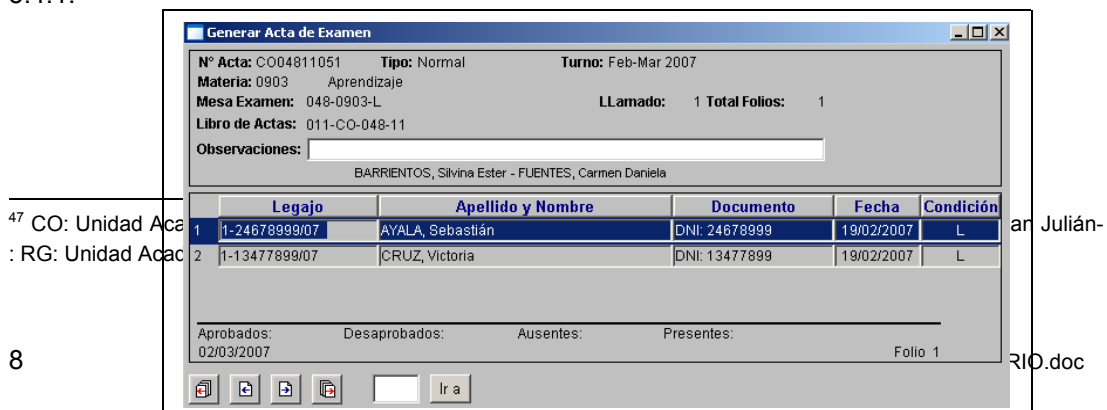 Generar Acta de Examen
N° Acta: CO04811051 Tipo: Normal Turno: Feb-Mar 2007
Materia: 0903 Aprendizaje
Mesa Examen: 048-0903-L LLamado: 1 Total Folios: 1
Libro de Actas: 011-CO-048-11
Observaciones:
BARRIENTOS, Silvina Ester - FUENTES, Carmen Daniela
Legajo Apellido y Nombre Documento Fecha Condición
47 CO: Unidad Aca an Julián-
1 1-24678999/07 AYALA, Sebastián DNI: 24678999 19/02/2007 L
: RG: Unidad Acad
2 1-13477899/07 CRUZ, Victoria DNI: 13477899 19/02/2007 L
Aprobados: Desaprobados: Ausentes: Presentes:
02/03/2007 Folio 1
8 RIO.doc
Ir a